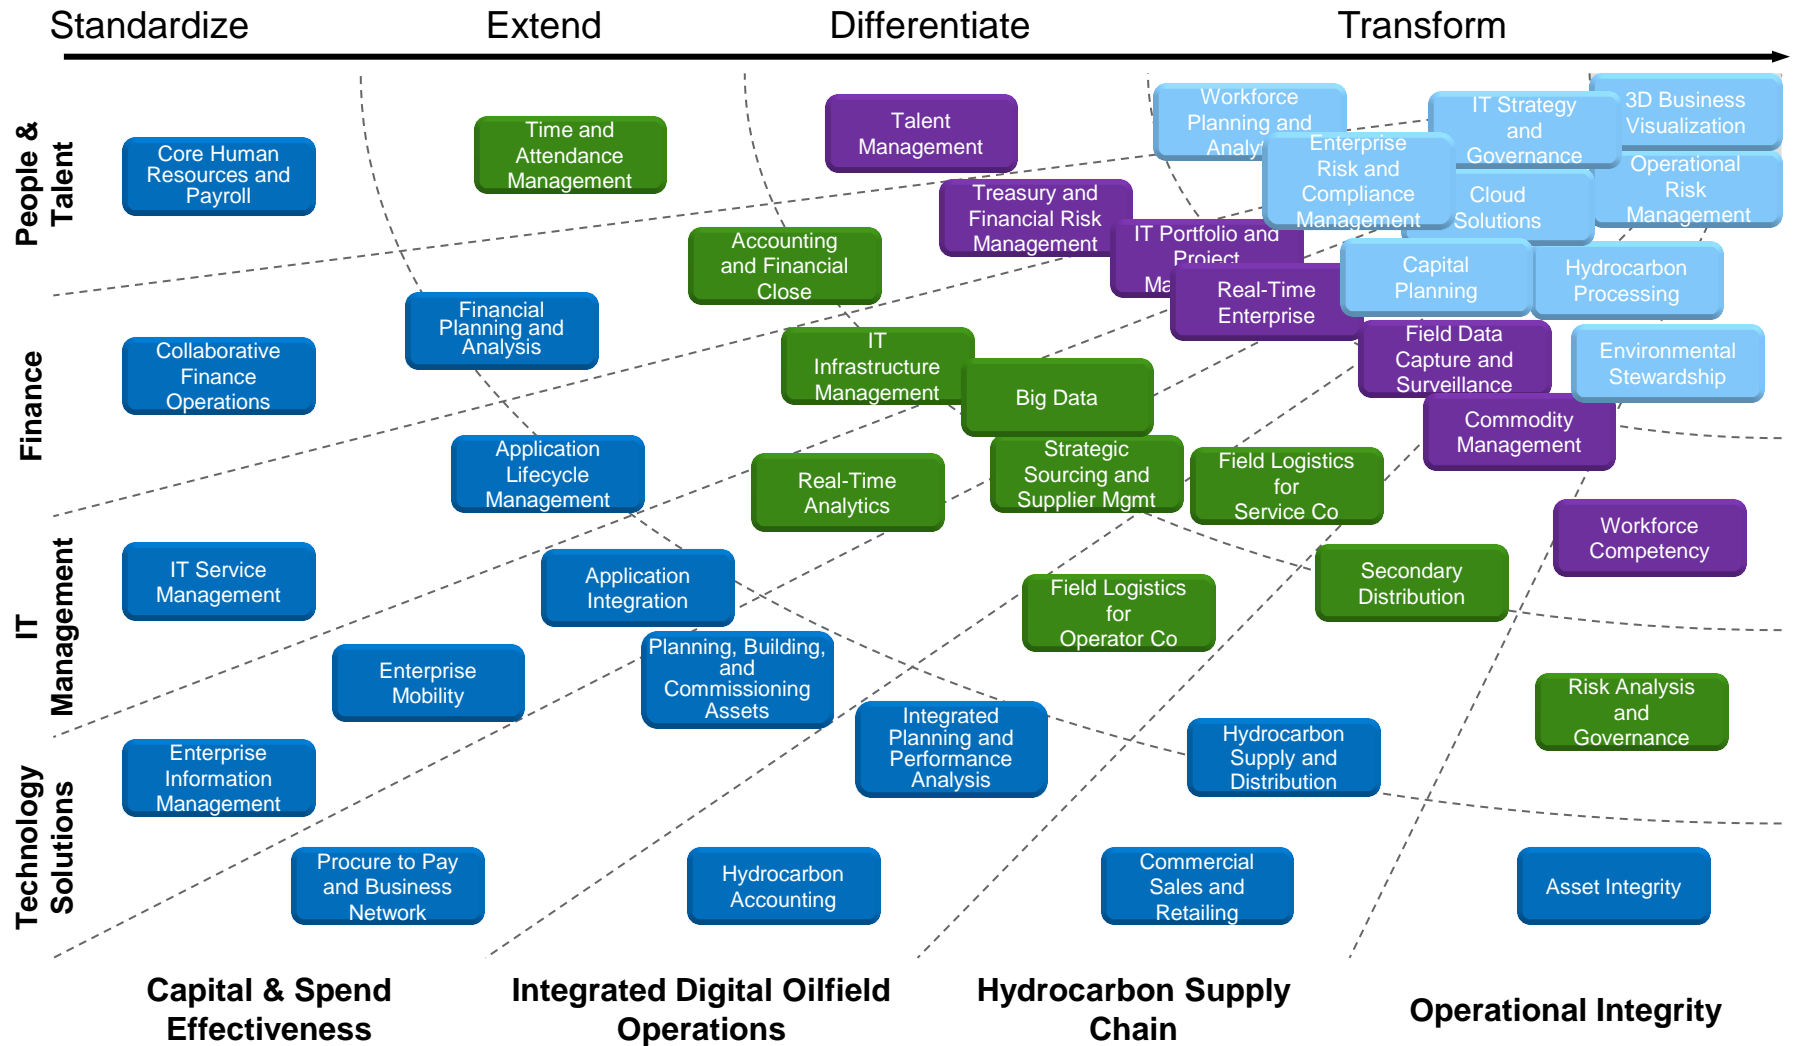 Standardize
Extend
Differentiate
Transform
People &
Talent
Finance
IT
Management
Technology
Solutions
Core Human
Resources and
Payroll
Time and
Attendance
Management
Talent
Management
Workforce
Planning and
IT Strategy
and
Governance
3D Business
Visualization
Enterprise
Risk and
Compliance
Management
Operational
Risk
Management
Cloud
Solutions
Treasury and
Financial Risk
Management
Accounting
and Financial
Close
IT Portfolio and
Project
Real-Time
Enterprise
Capital
Planning
Hydrocarbon
Processing
Financial
Planning and
Analysis
Collaborative
Finance
Operations
IT
Infrastructure
Management
Big Data
Field Data
Capture and
Surveillance
Environmental
Stewardship
Commodity
Management
Application
Lifecycle
Management
Real-Time
Analytics
Strategic
Sourcing and
Supplier Mgmt
Field Logistics
for
Service Co
Workforce
Competency
IT Service
Management
Application
Integration
Field Logistics
for
Operator Co
Secondary
Distribution
Enterprise
Mobility
Planning, Building,
and
Commissioning
Assets
Risk Analysis
and
Governance
Enterprise
Information
Management
Integrated
Planning and
Performance
Analysis
Hydrocarbon
Supply and
Distribution
Procure to Pay
and Business
Network
Hydrocarbon
Accounting
Commercial
Sales and
Retailing
Asset Integrity
Capital & Spend
Effectiveness
Integrated Digital Oilfield
Operations
Hydrocarbon Supply
Chain
Operational Integrity